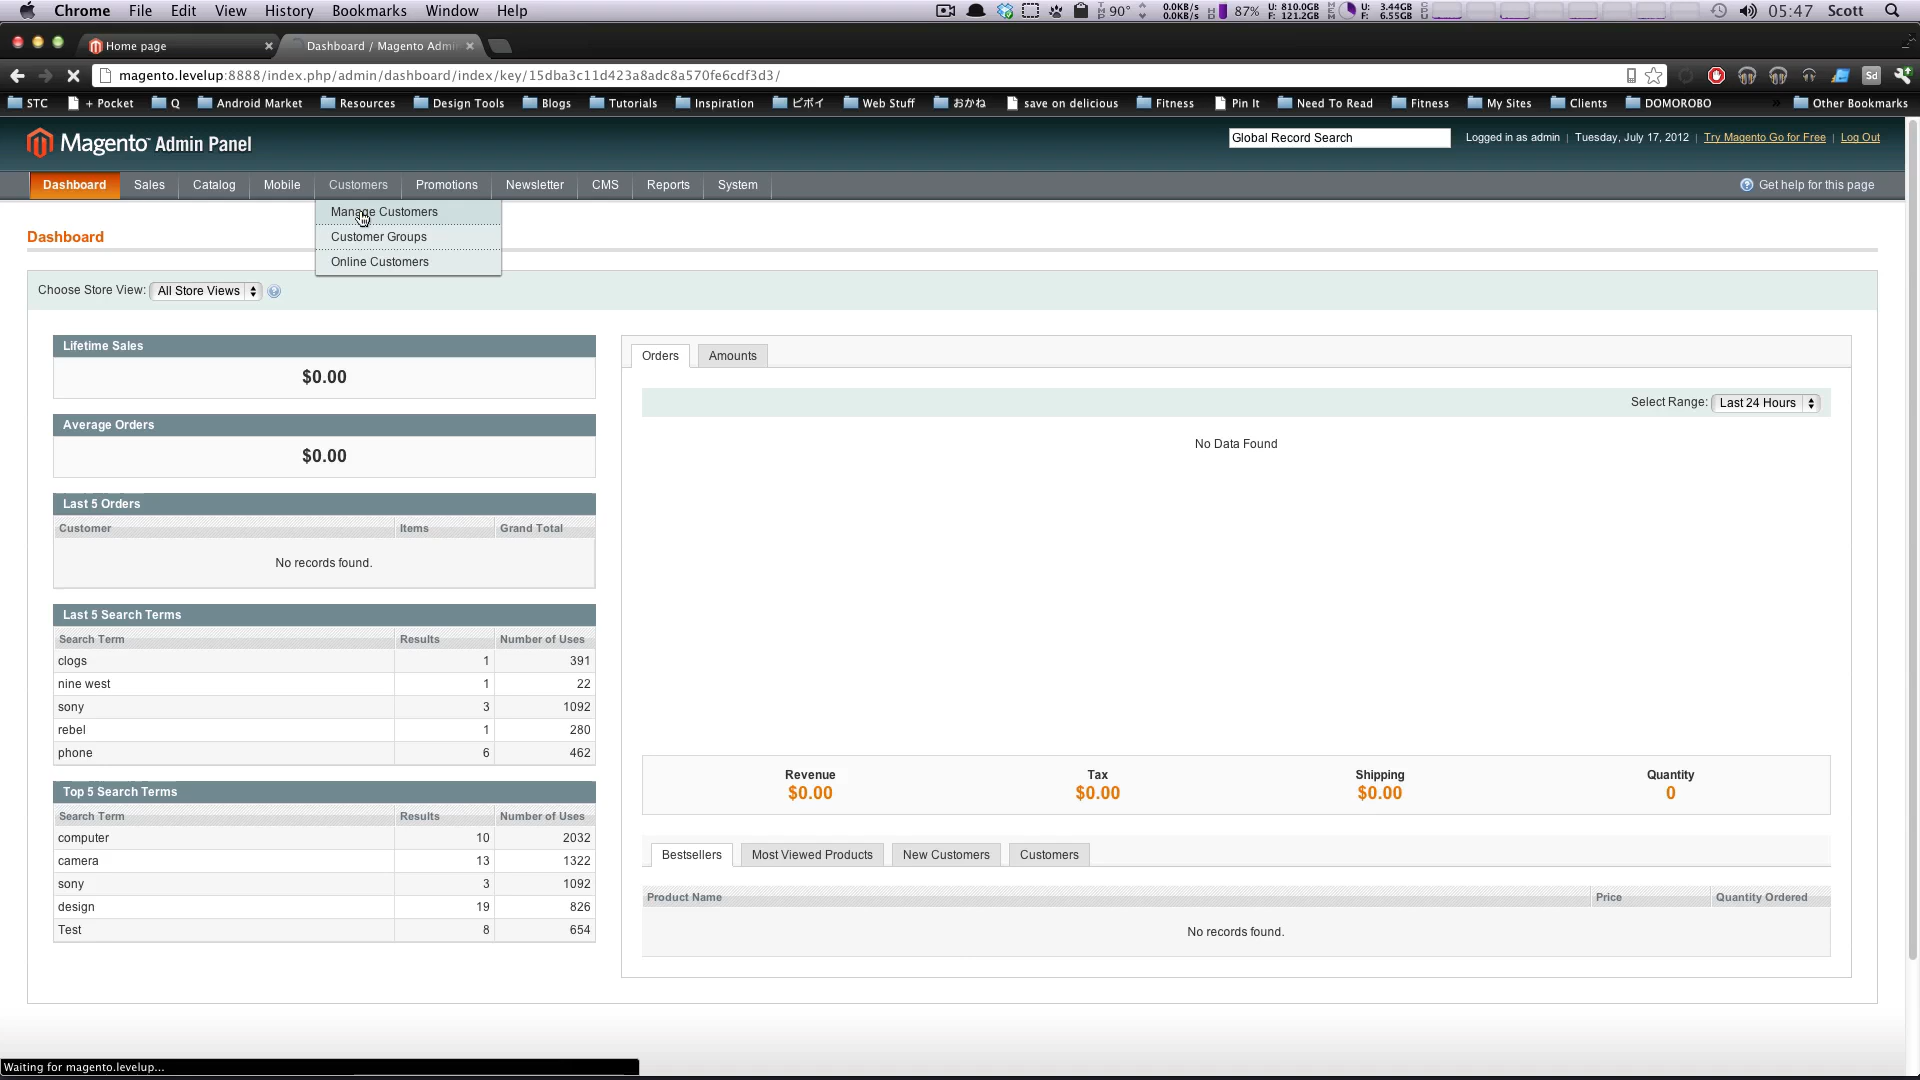 Chrome File Edit View History Bookmarks Window Help 90° 0.0KB/s 0.0KB/s 87% U: 810.0GB F: 121.2GB U: 3.44GB F: 6.55GB 05:47 Scott
Home page Dashboard / Magento Admin
magento.levelup:8888/index.php/admin/dashboard/index/key/15dba3c11d423a8adc8a570fe6cdf3d3/ Sd
STC + Pocket Q Android Market Resources Design Tools Blogs Tutorials Inspiration ビボイ Web Stuff おかね save on delicious Fitness Pin It Need To Read Fitness My Sites Clients DOMOROBO » Other Bookmarks
Magento Admin Panel Global Record Search Logged in as admin | Tuesday, July 17, 2012 | Try Magento Go for Free | Log Out
Dashboard Sales Catalog Mobile Customers Promotions Newsletter CMS Reports System Get help for this page
Manage Customers
Customer Groups
Online Customers
Dashboard
Choose Store View: All Store Views
Lifetime Sales
$0.00
Average Orders
$0.00
Last 5 Orders
Customer Items Grand Total
No records found.
Last 5 Search Terms
Search Term Results Number of Uses
clogs 1 391
nine west 1 22
sony 3 1092
rebel 1 280
phone 6 462
Top 5 Search Terms
Search Term Results Number of Uses
computer 10 2032
camera 13 1322
sony 3 1092
design 19 826
Test 8 654
Orders Amounts
Select Range: Last 24 Hours
No Data Found
Revenue Tax Shipping Quantity
$0.00 $0.00 $0.00 0
Bestsellers Most Viewed Products New Customers Customers
Product Name Price Quantity Ordered
No records found.
Waiting for magento.levelup...